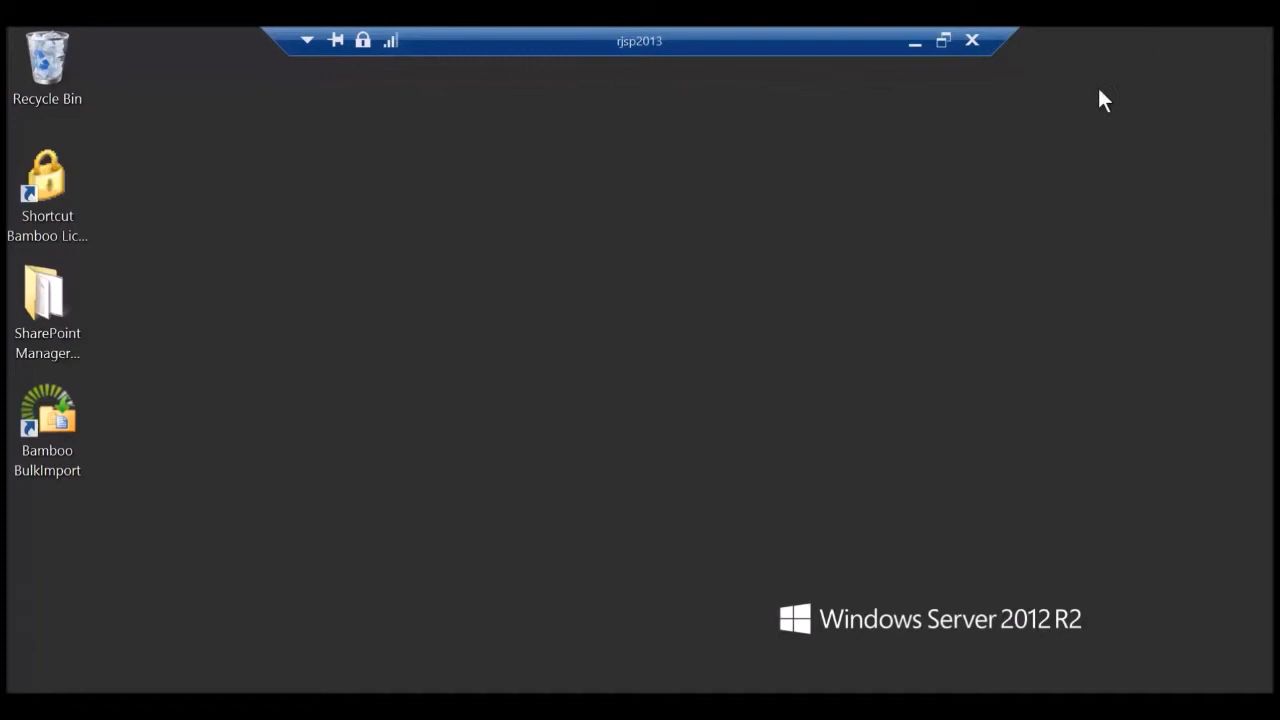 rjsp2013
Recycle Bin
Shortcut
Bamboo Lic...
SharePoint
Manager...
Bamboo
BulkImport
Windows Server 2012 R2